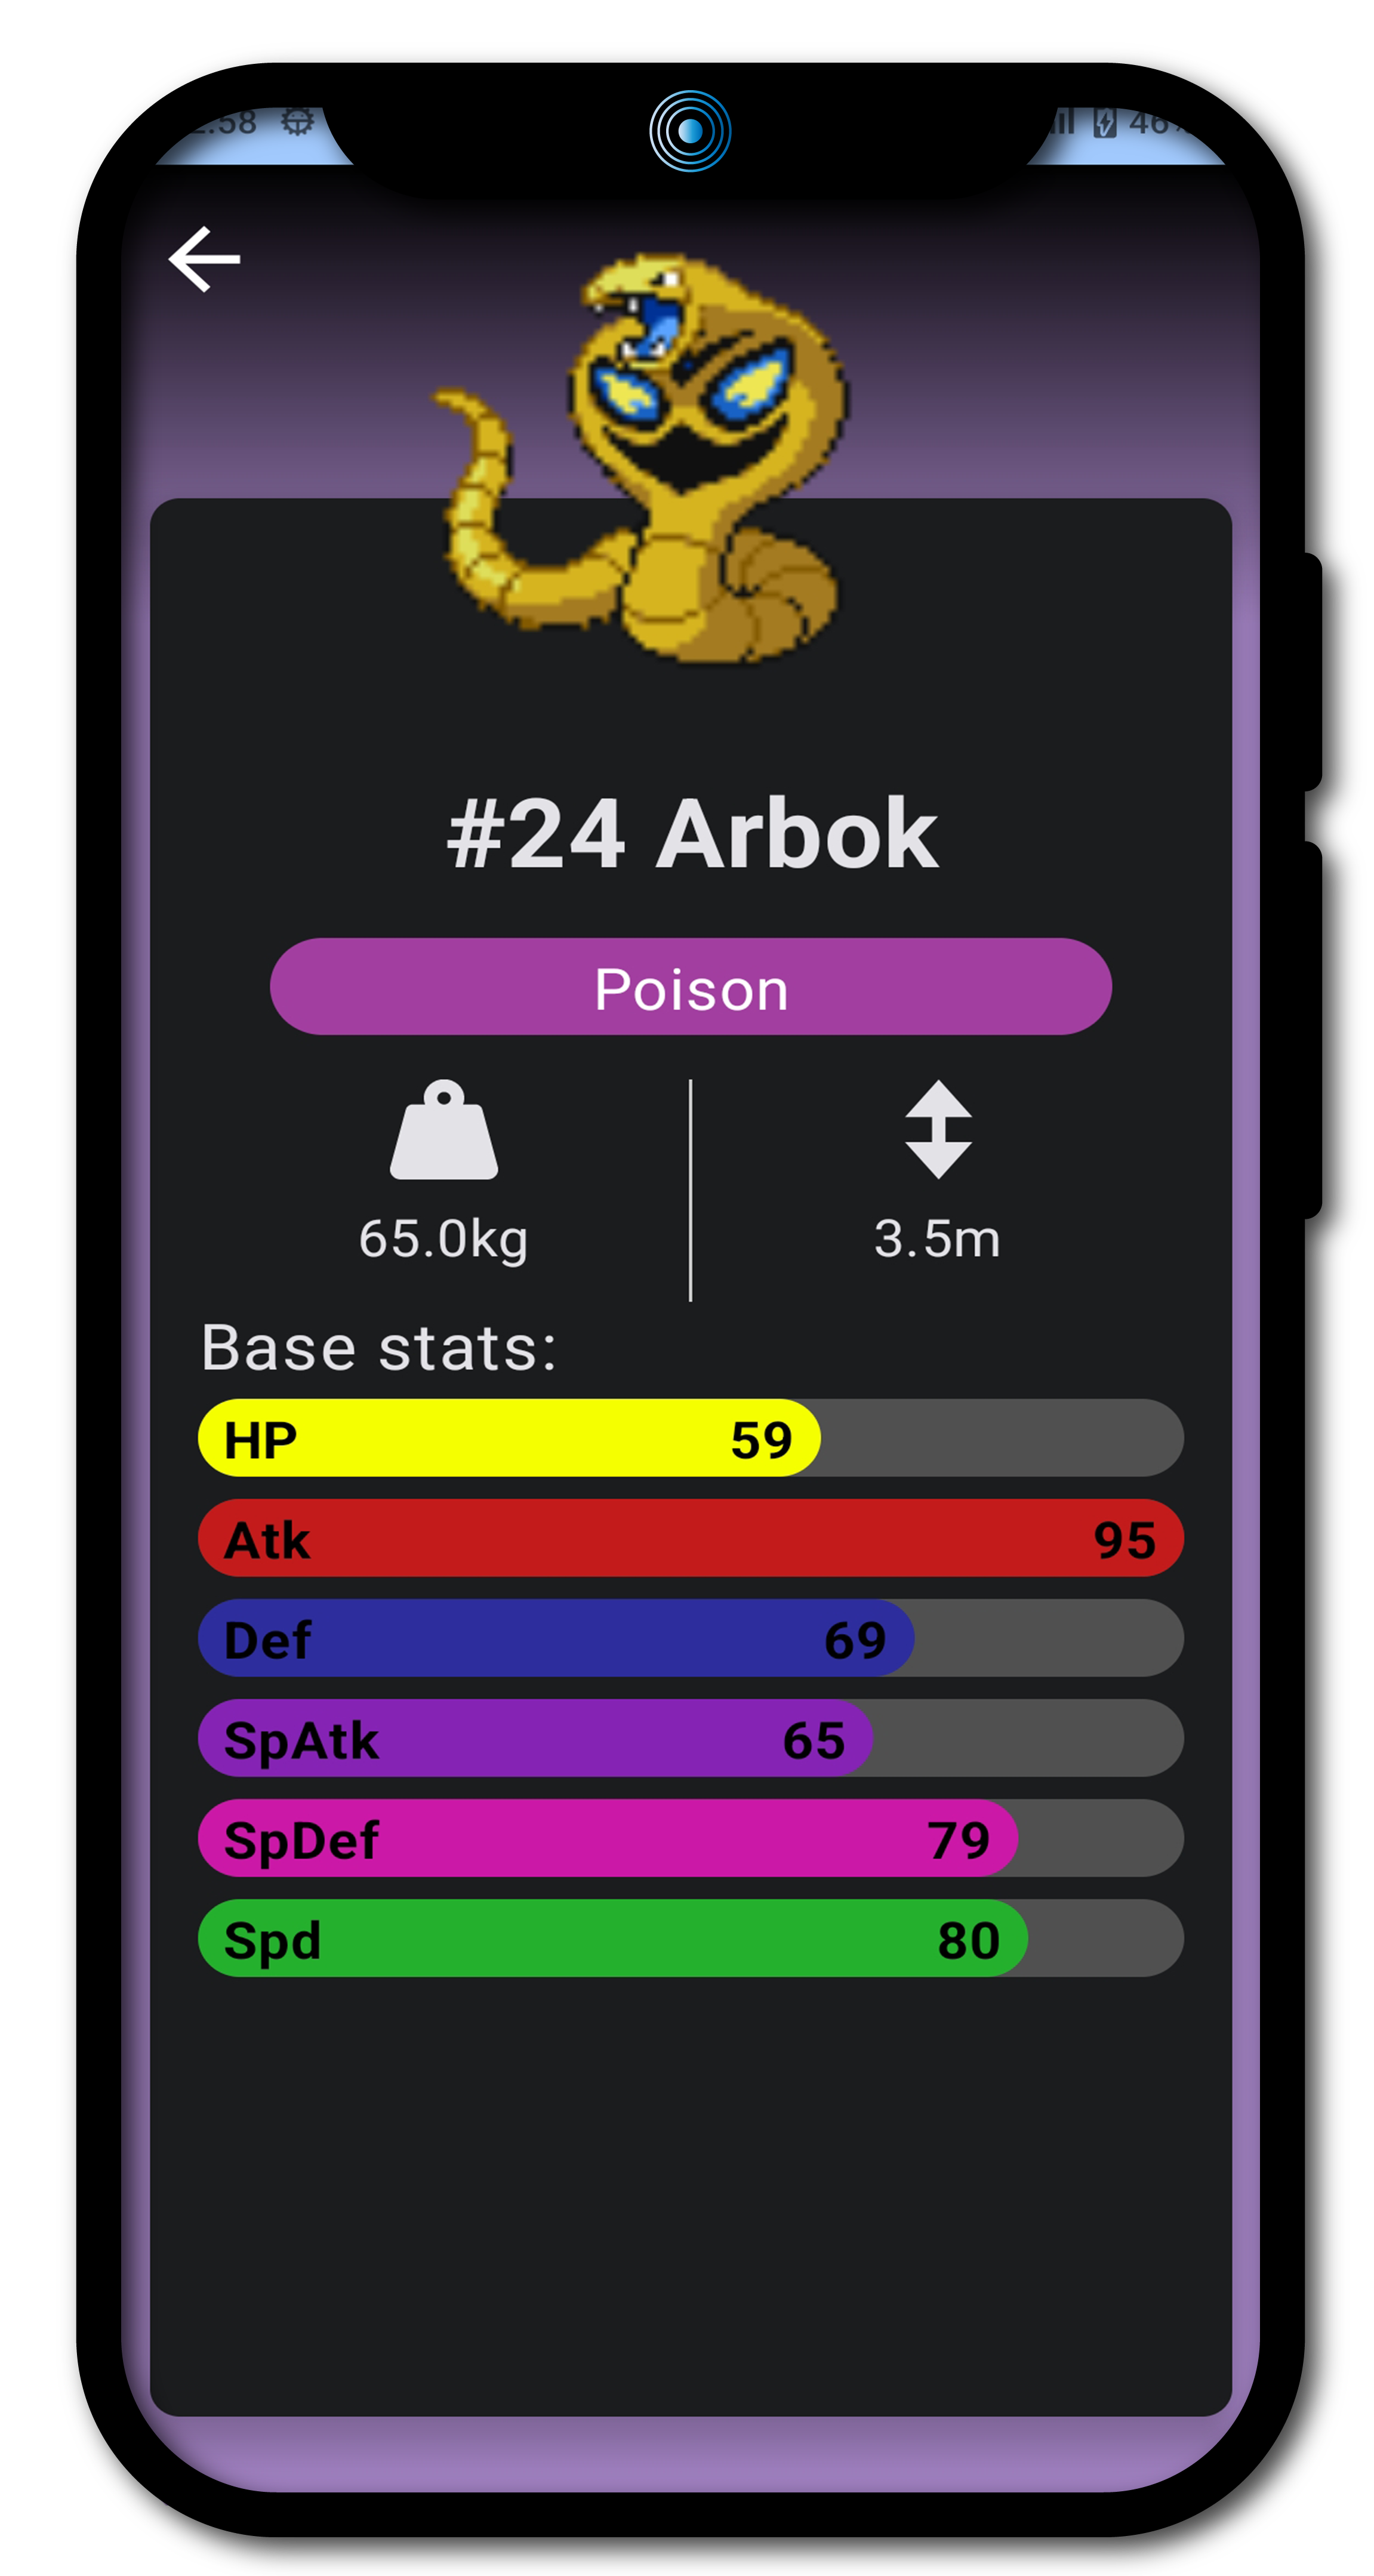 #24 Arbok
Poison
65.0kg
3.5m
Base stats:
HP 59
Atk 95
Def 69
SpAtk 65
SpDef 79
Spd 80